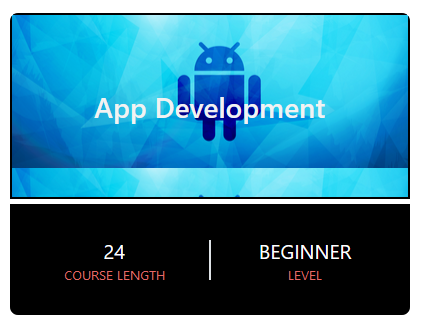 App Development
24
COURSE LENGTH
BEGINNER
LEVEL